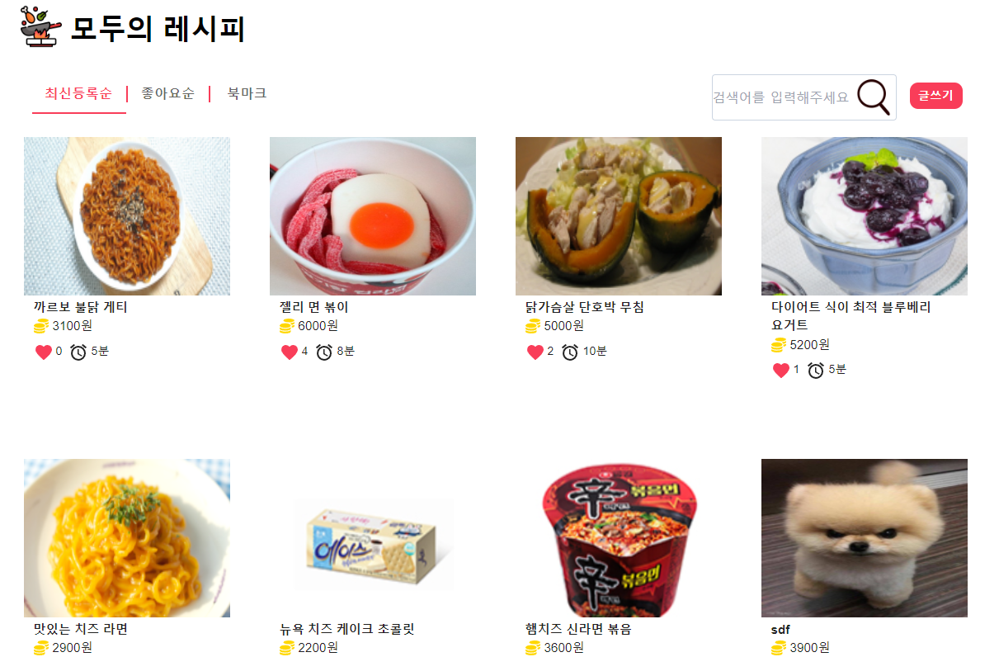 모두의 레시피
최신등록순 좋아요순 북마크
검색어를 입력해주세요 글쓰기
까르보 불닭 게티
3100원
0 5분
젤리 면 볶이
6000원
4 8분
닭가슴살 단호박 무침
5000원
2 10분
다이어트 식이 최적 블루베리
요거트
5200원
1 5분
에이스
辛 볶음면
辛 볶음면
맛있는 치즈 라면
2900원
뉴욕 치즈 케이크 초콜릿
2200원
햄치즈 신라면 볶음
3600원
sdf
3900원